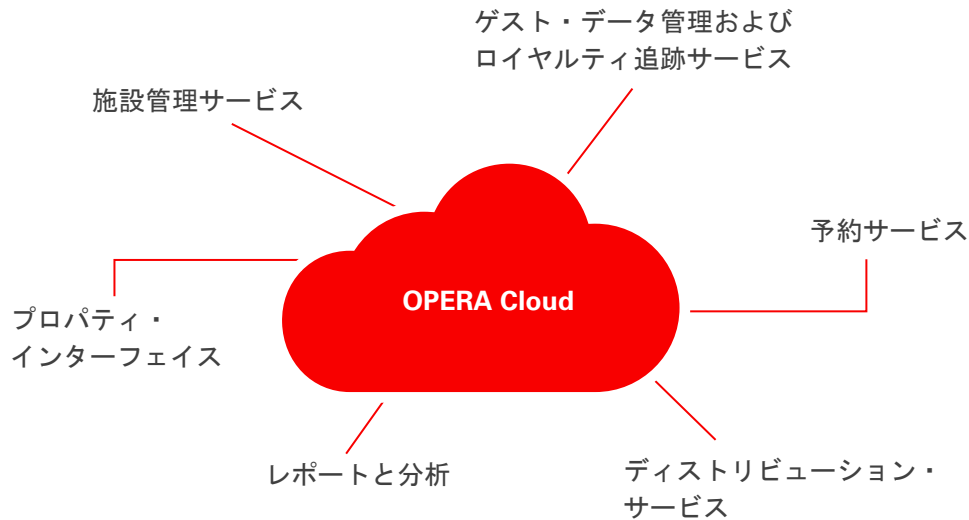 ゲスト・データ管理および
ロイヤルティ追跡サービス
施設管理サービス
予約サービス
OPERA Cloud
プロパティ・
インターフェイス
レポートと分析
ディストリビューション・
サービス